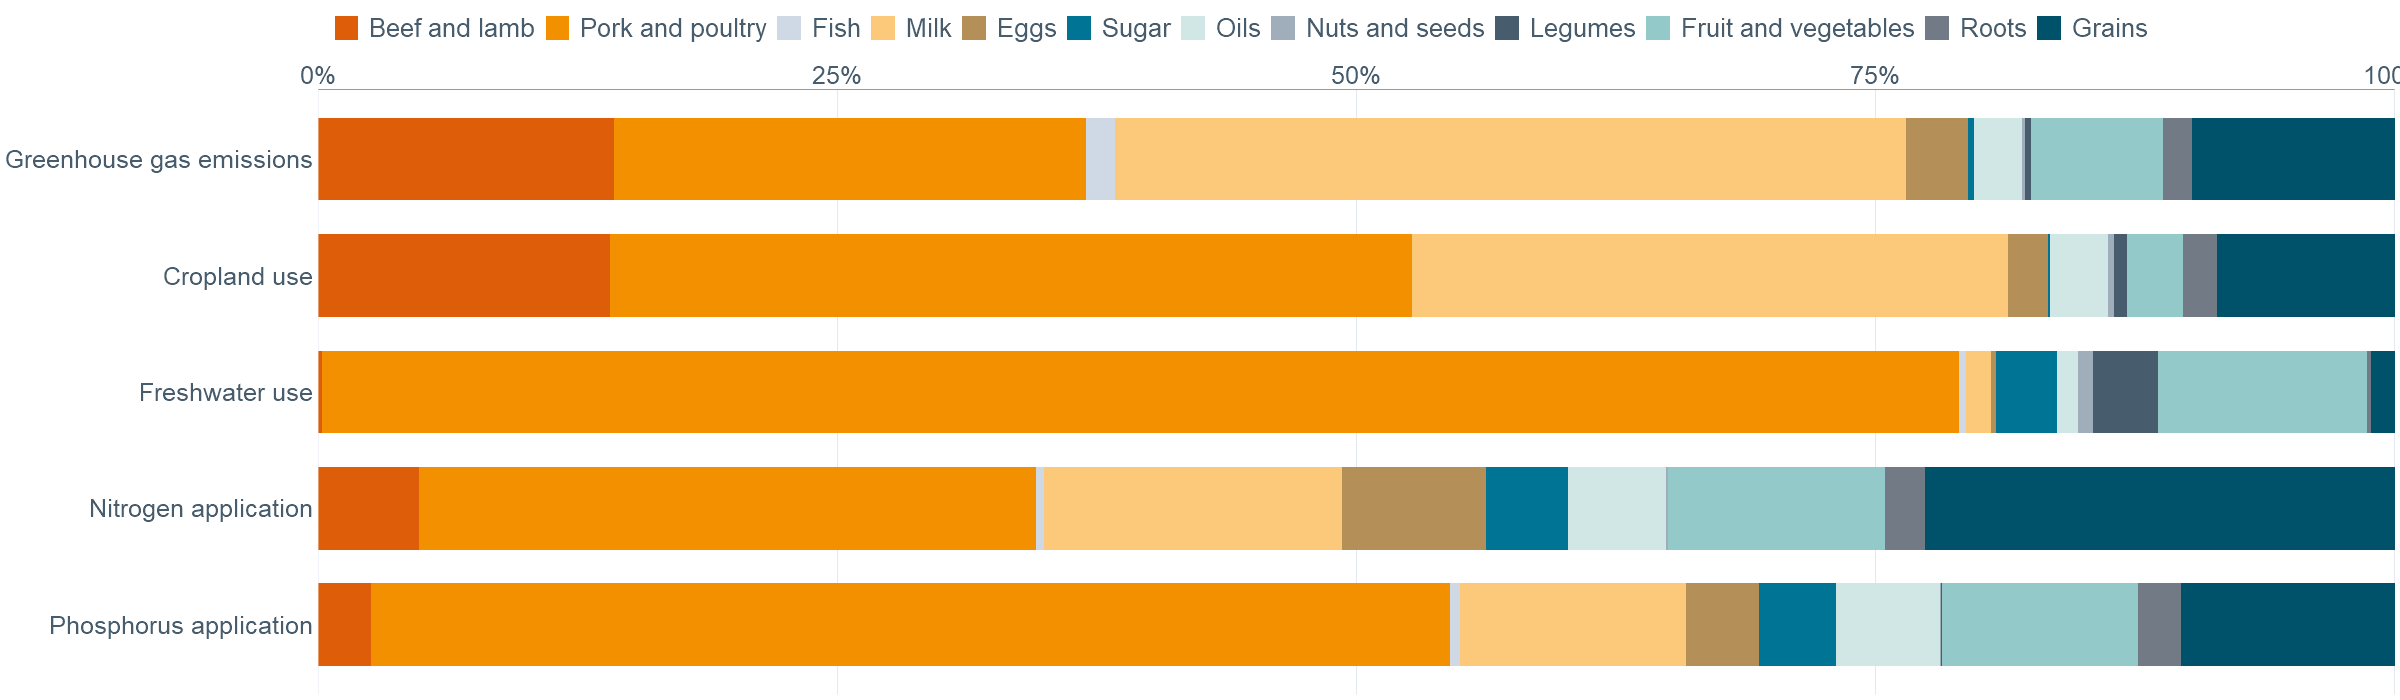 Beef and lamb Pork and poultry Fish Milk Eggs Sugar Oils Nuts and seeds Legumes Fruit and vegetables Roots Grains
0% 25% 50% 75% 100
Greenhouse gas emissions
Cropland use
Freshwater use
Nitrogen application
Phosphorus application